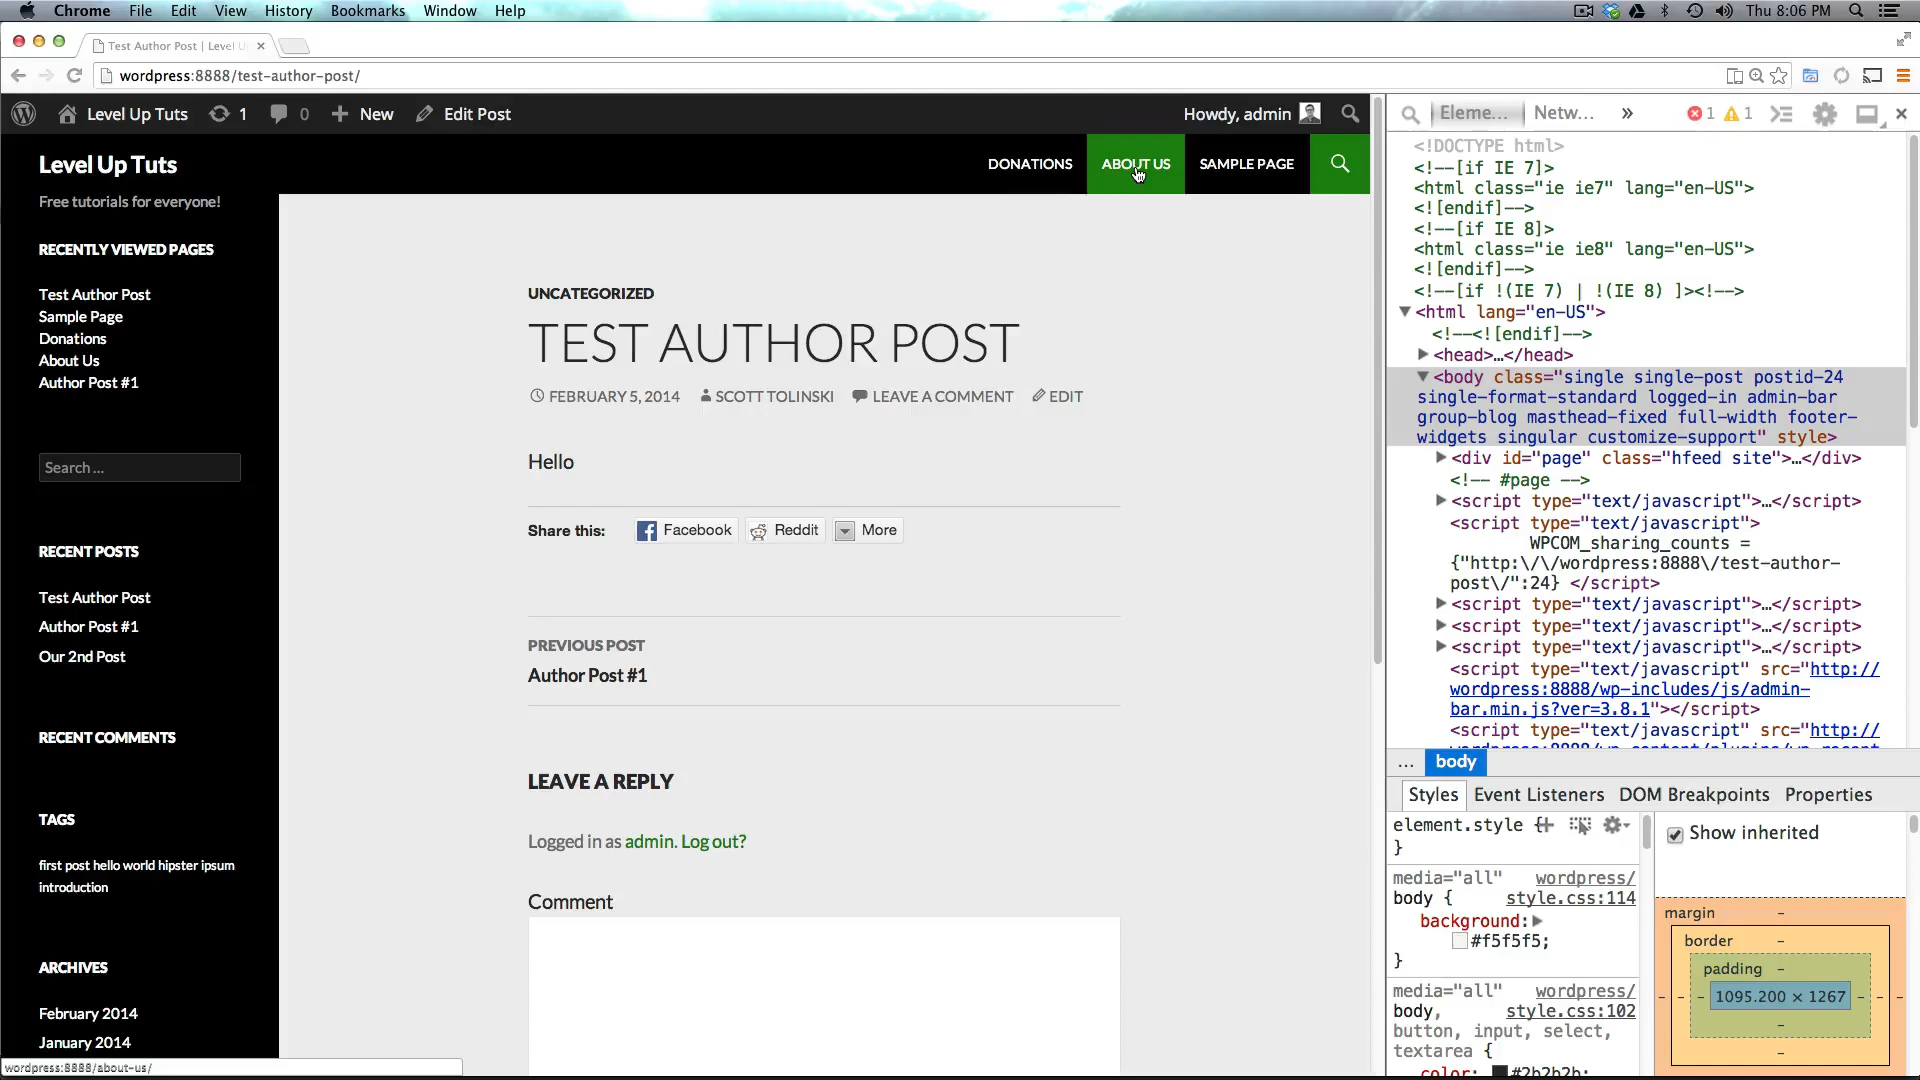 Chrome File Edit View History Bookmarks Window Help Thu 8:06 PM
Test Author Post | Level U
wordpress:8888/test-author-post/
Level Up Tuts 1 0 New Edit Post Howdy, admin
Level Up Tuts
Free tutorials for everyone!
DONATIONS ABOUT US SAMPLE PAGE
RECENTLY VIEWED PAGES
Test Author Post
Sample Page
Donations
About Us
Author Post #1
Search ...
RECENT POSTS
Test Author Post
Author Post #1
Our 2nd Post
RECENT COMMENTS
TAGS
first post hello world hipster ipsum
introduction
ARCHIVES
February 2014
January 2014
wordpress:8888/about-us/
UNCATEGORIZED
TEST AUTHOR POST
FEBRUARY 5, 2014 SCOTT TOLINSKI LEAVE A COMMENT EDIT
Hello
Share this: Facebook Reddit More
PREVIOUS POST
Author Post #1
LEAVE A REPLY
Logged in as admin. Log out?
Comment
Eleme... Netw... » 1 1
<!DOCTYPE html>
<!--[if IE 7]>
<html class="ie ie7" lang="en-US">
<![endif]-->
<!--[if IE 8]>
<html class="ie ie8" lang="en-US">
<![endif]-->
<!--[if !(IE 7) | !(IE 8) ]><!-->
<html lang="en-US">
<!--<![endif]-->
<head>…</head>
<body class="single single-post postid-24
single-format-standard logged-in admin-bar
group-blog masthead-fixed full-width footer-
widgets singular customize-support" style>
<div id="page" class="hfeed site">…</div>
<!-- #page -->
<script type="text/javascript">…</script>
<script type="text/javascript">
WPCOM_sharing_counts =
{"http:\/\/wordpress:8888\/test-author-
post\/":24} </script>
<script type="text/javascript">…</script>
<script type="text/javascript">…</script>
<script type="text/javascript">…</script>
<script type="text/javascript" src="http://
wordpress:8888/wp-includes/js/admin-
bar.min.js?ver=3.8.1"></script>
<script type="text/javascript" src="http://
wordpress:8888/wp-content/plugins/wp-recent
... body
Styles Event Listeners DOM Breakpoints Properties
element.style {
}
media="all" wordpress/
body { style.css:114
background:
#f5f5f5;
}
media="all" wordpress/
body, style.css:102
button, input, select,
textarea {
color: #2b2b2b;
Show inherited
margin -
border -
padding -
- - - 1095.200 × 1267 - - -
-
-